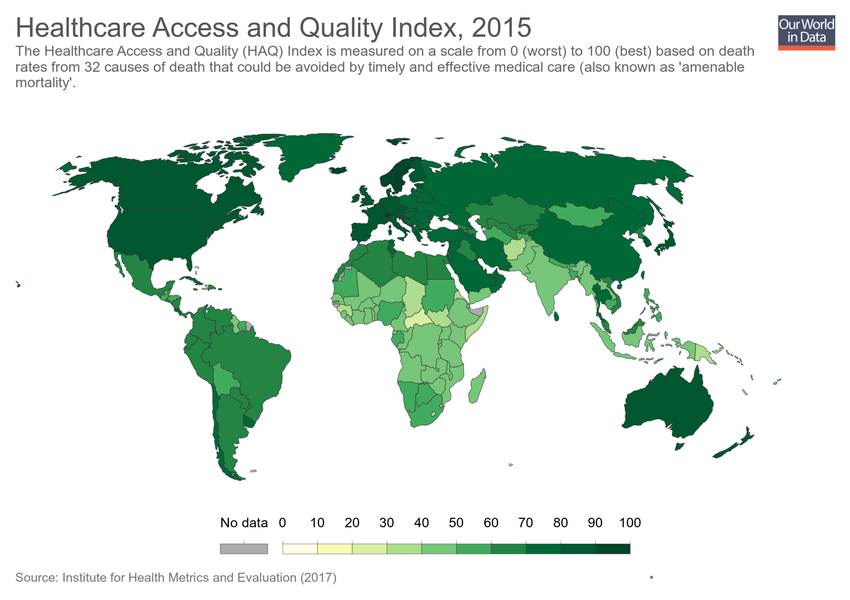 Healthcare Access and Quality Index, 2015
Our World
in Data
The Healthcare Access and Quality (HAQ) Index is measured on a scale from 0 (worst) to 100 (best) based on death
rates from 32 causes of death that could be avoided by timely and effective medical care (also known as 'amenable
mortality'.
No data 0 10 20 30 40 50 60 70 80 90 100
Source: Institute for Health Metrics and Evaluation (2017)